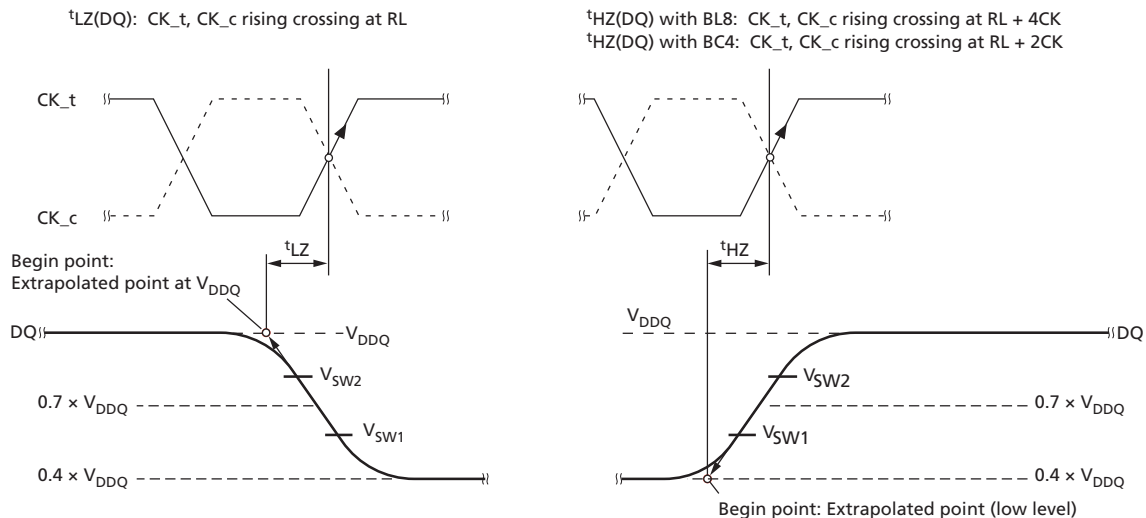 tLZ(DQ): CK_t, CK_c rising crossing at RL
tHZ(DQ) with BL8: CK_t, CK_c rising crossing at RL + 4CK
tHZ(DQ) with BC4: CK_t, CK_c rising crossing at RL + 2CK
CK_t
CK_c
tLZ
tHZ
Begin point:
Extrapolated point at VDDQ
DQ
VDDQ
VDDQ
DQ
VSW2
VSW2
0.7 × VDDQ
0.7 × VDDQ
VSW1
VSW1
0.4 × VDDQ
0.4 × VDDQ
Begin point: Extrapolated point (low level)